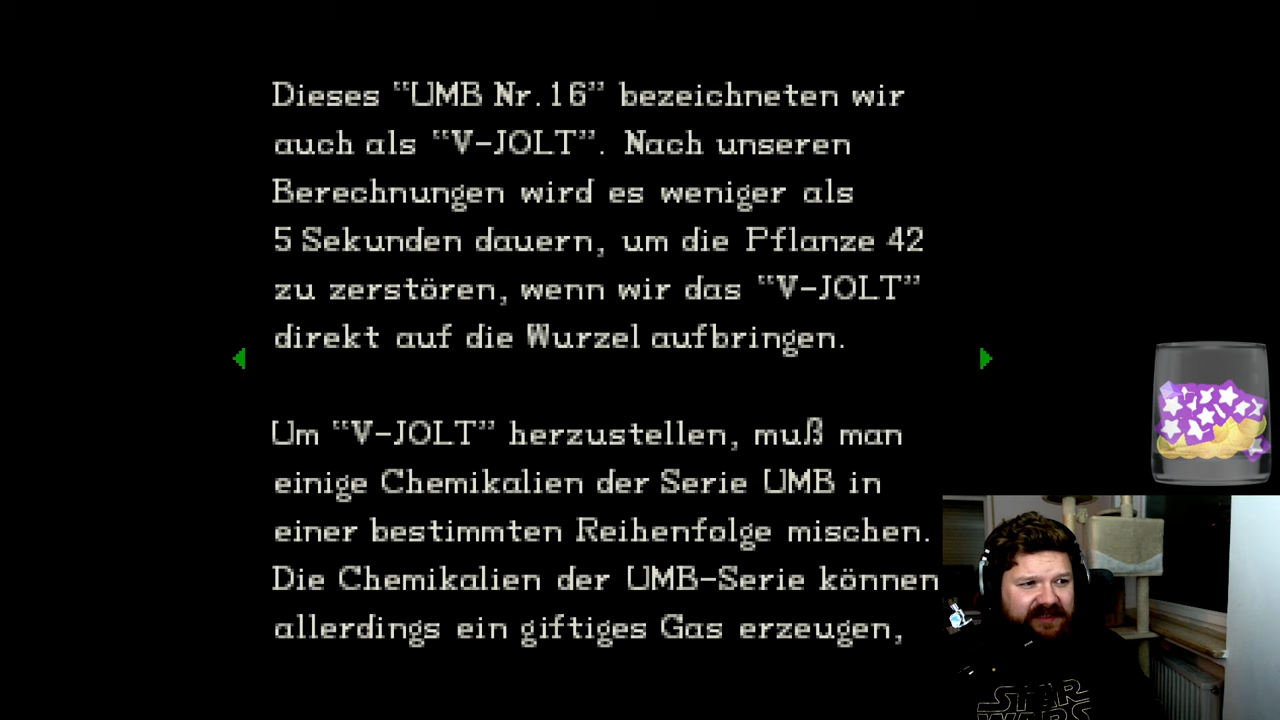 Dieses “UMB Nr.16” bezeichneten wir
auch als “V-JOLT”. Nach unseren
Berechnungen wird es weniger als
5 Sekunden dauern, um die Pflanze 42
zu zerstören, wenn wir das “V-JOLT”
direkt auf die Wurzel aufbringen.
Um “V-JOLT” herzustellen, muß man
einige Chemikalien der Serie UMB in
einer bestimmten Reihenfolge mischen.
Die Chemikalien der UMB-Serie können
allerdings ein giftiges Gas erzeugen,
STAR
WARS